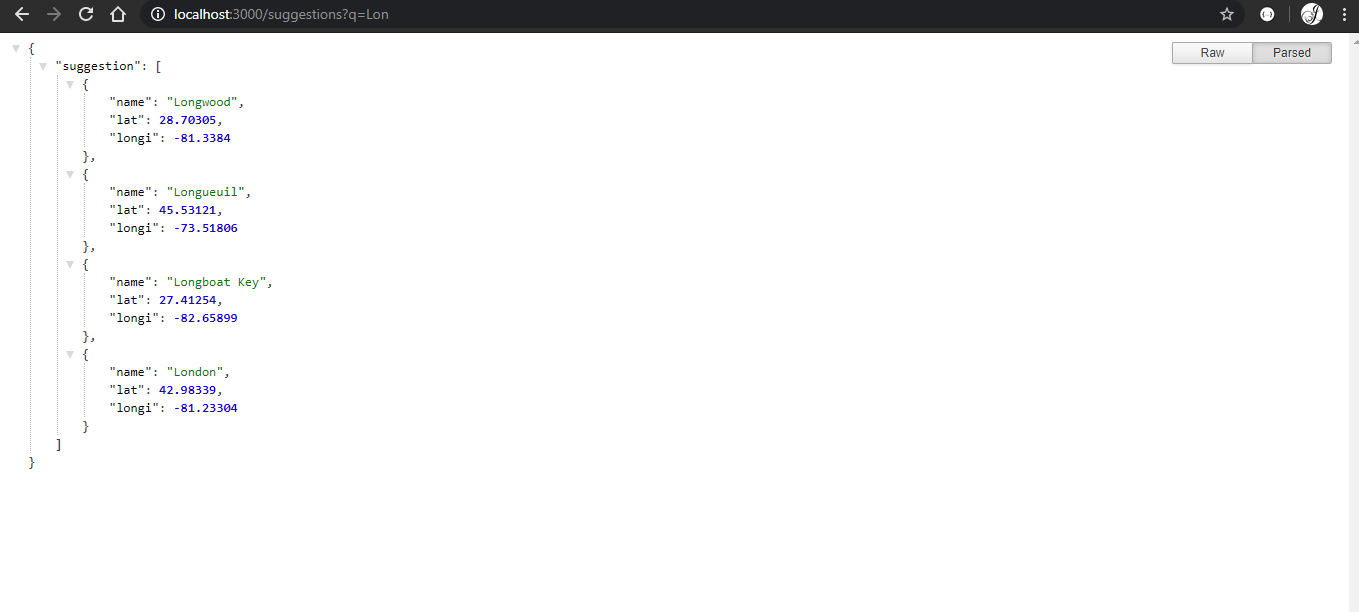 localhost:3000/suggestions?q=Lon
Raw Parsed
{
"suggestion": [
{
"name": "Longwood",
"lat": 28.70305,
"longi": -81.3384
},
{
"name": "Longueuil",
"lat": 45.53121,
"longi": -73.51806
},
{
"name": "Longboat Key",
"lat": 27.41254,
"longi": -82.65899
},
{
"name": "London",
"lat": 42.98339,
"longi": -81.23304
}
]
}